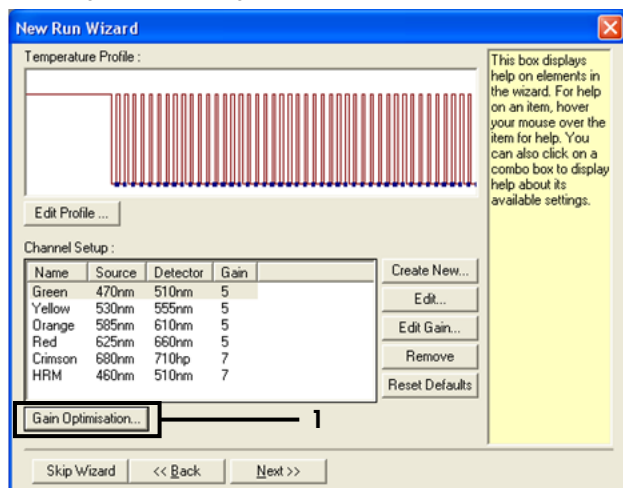 New Run Wizard
Temperature Profile :
This box displays
help on elements in
the wizard. For help
on an item, hover
your mouse over the
item for help. You
can also click on a
combo box to display
help about its
available settings.
Edit Profile ...
Channel Setup :
Name Source Detector Gain
Green 470nm 510nm 5
Yellow 530nm 555nm 5
Orange 585nm 610nm 5
Red 625nm 660nm 5
Crimson 680nm 710hp 7
HRM 460nm 510nm 7
Create New...
Edit...
Edit Gain...
Remove
Reset Defaults
Gain Optimisation...
1
Skip Wizard
<< Back
Next >>